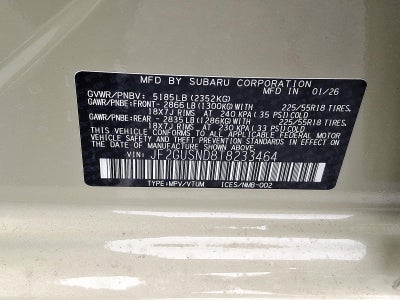 MFD BY SUBARU CORPORATION
GVWR/PNBV: 5185LB (2352KG) MFD IN 01/26
GAWR/PNBE:FRONT- 2866LB (1300KG)WITH 225/55R18 TIRES,
18X7J RIMS AT 240 KPA(.35 PSI)COLD
GAWR/PNBE:REAR - 2835LB (1286KG)WITH 225/55R18 TIRES,
18X7J RIMS AT 230 KPA(.33 PSI)COLD
THIS VEHICLE CONFORMS TO ALL APPLICABLE FEDERAL MOTOR
VEHICLE SAFETY AND THEFT PREVENTION STANDARDS IN EFFECT ON THE
DATE OF MANUFACTURE SHOWN ABOVE.
VIN: JF2GUSND8T8233464
TYPE:MPV/VTUM ICES/NMB-002